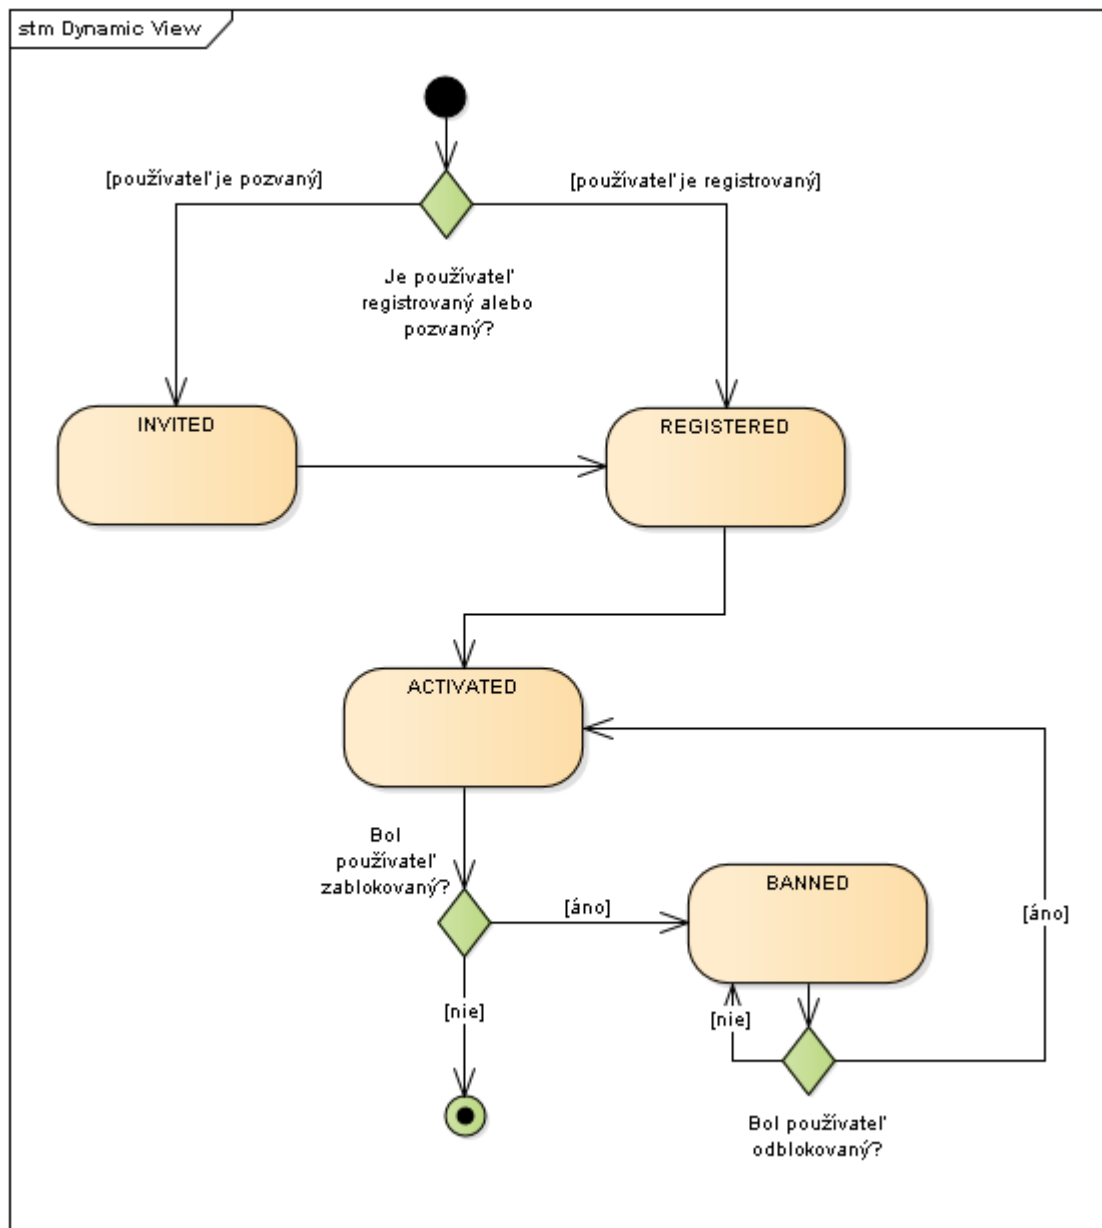 stm Dynamic View
[používateľ je pozvaný]
[používateľ je registrovaný]
Je používateľ
registrovaný alebo
pozvaný?
INVITED
REGISTERED
ACTIVATED
Bol
používateľ
zablokovaný?
[áno]
BANNED
[áno]
[nie]
[nie]
Bol používateľ
odblokovaný?